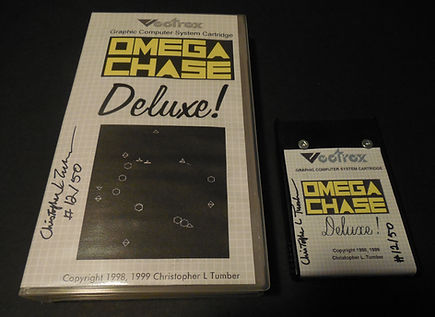 Vectrex
Graphic Computer System Cartridge
OMEGA
CHASE
Deluxe!
Christopher L Tumber
#12/50
Copyright 1998, 1999 Christopher L Tumber
Vectrex
GRAPHIC COMPUTER SYSTEM CARTRIDGE
OMEGA
CHASE
Deluxe!
Christopher L Tumber
#12/50
Copyright 1998, 1999
Christopher L. Tumber